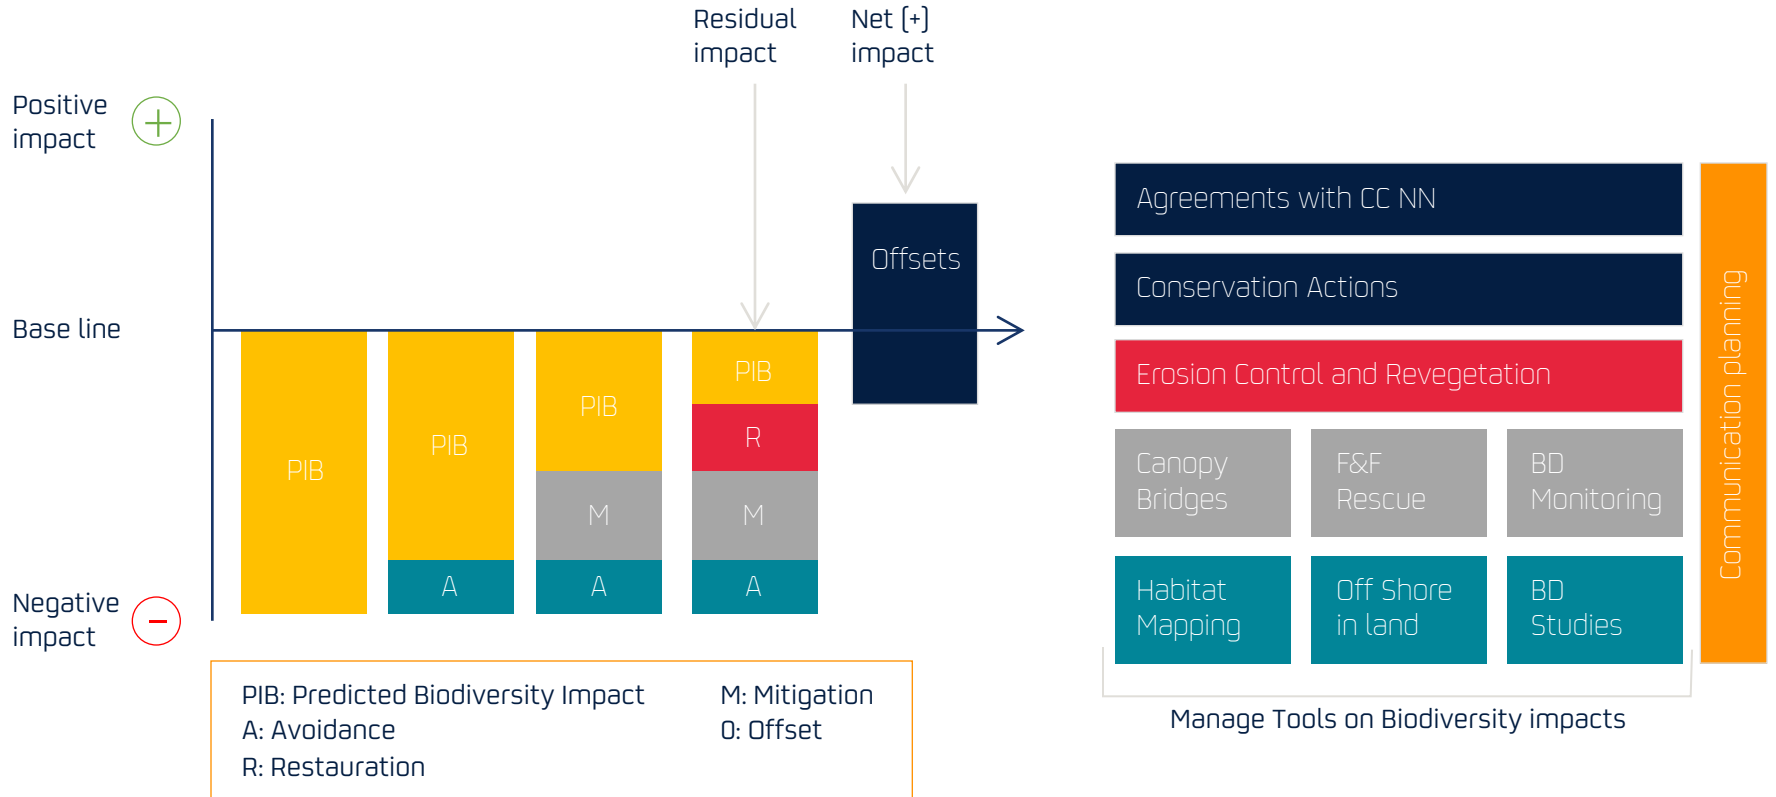 Residual
impact
Net (+)
impact
Positive
impact
Base line
Negative
impact
Offsets
PIB
PIB
A
PIB
M
A
PIB
R
M
A
PIB: Predicted Biodiversity Impact
A: Avoidance
R: Restauration
M: Mitigation
O: Offset
Agreements with CC NN
Conservation Actions
Erosion Control and Revegetation
Canopy
Bridges
F&F
Rescue
BD
Monitoring
Habitat
Mapping
Off Shore
in land
BD
Studies
Communication planning
Manage Tools on Biodiversity impacts